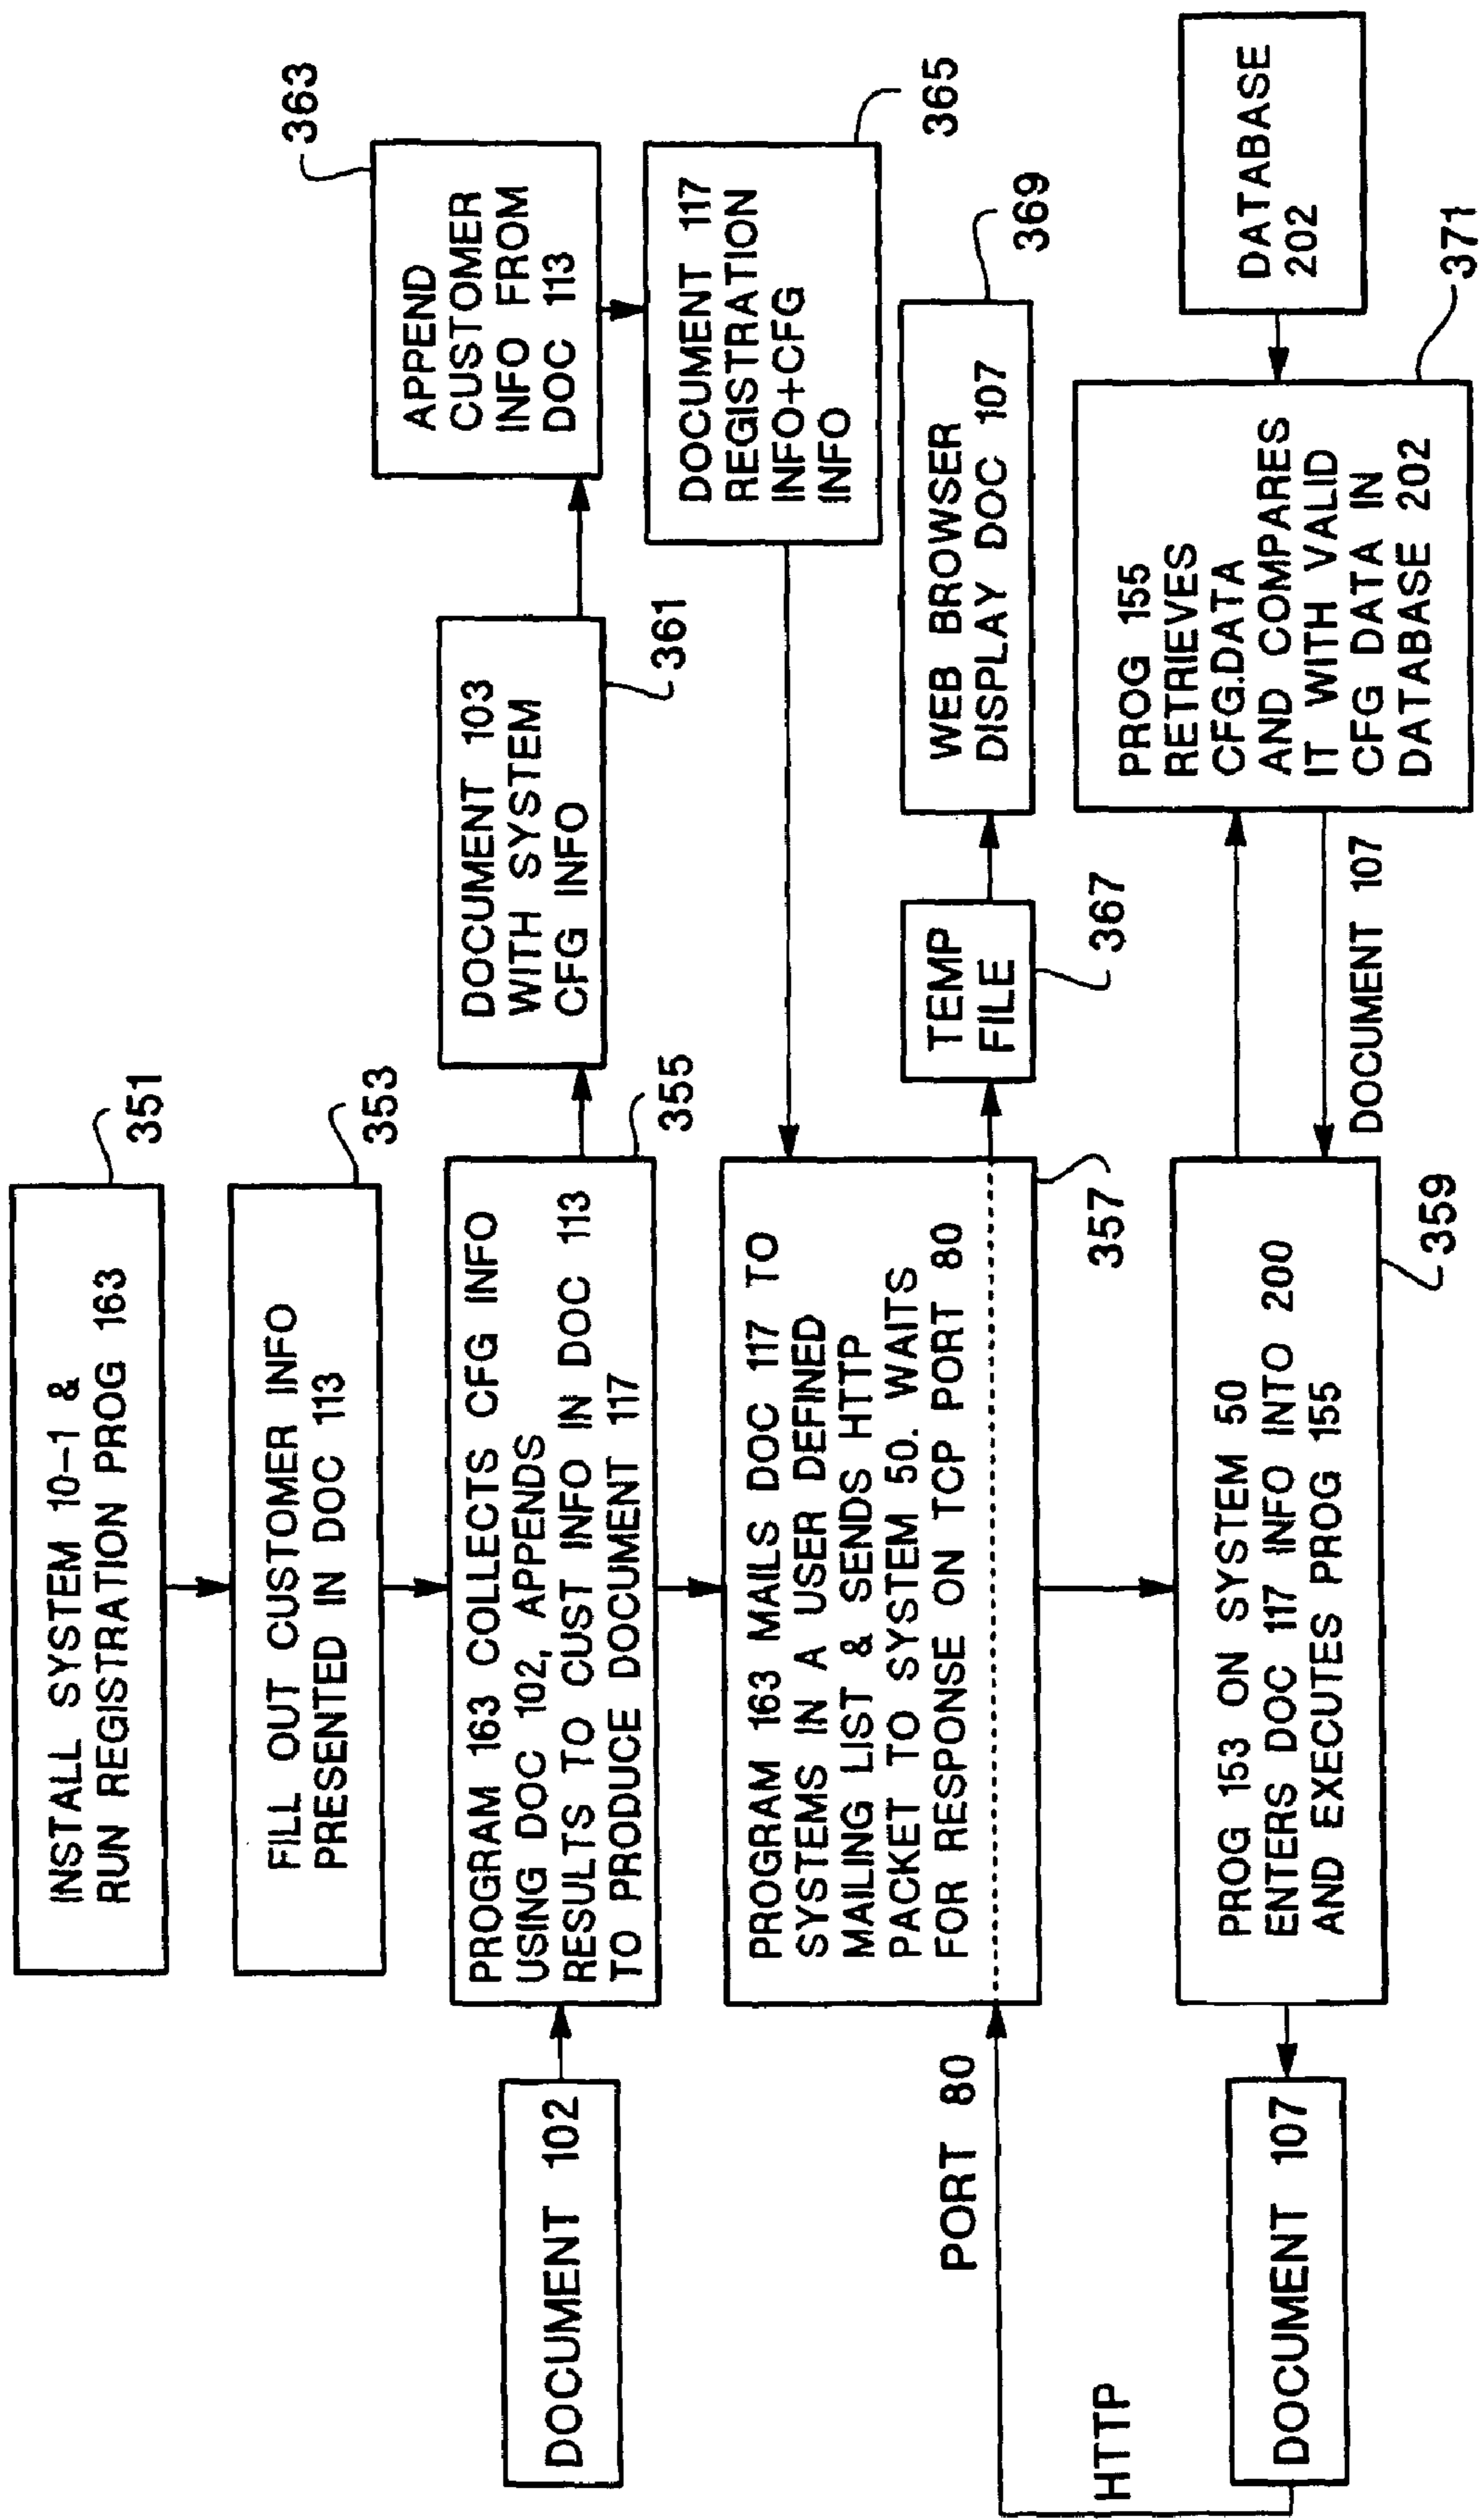 INSTALL SYSTEM 10-1 &
RUN REGISTRATION PROG 163
351
FILL OUT CUSTOMER INFO
PRESENTED IN DOC 113
353
DOCUMENT 102
PROGRAM 163 COLLECTS CFG INFO
USING DOC 102, APPENDS
RESULTS TO CUST INFO IN DOC 113
TO PRODUCE DOCUMENT 117
355
DOCUMENT 103
WITH SYSTEM
CFG INFO
361
APPEND
CUSTOMER
INFO FROM
DOC 113
363
DOCUMENT 117
REGISTRATION
INFO+CFG
INFO
365
PORT 80
PROGRAM 163 MAILS DOC 117 TO
SYSTEMS IN A USER DEFINED
MAILING LIST & SENDS HTTP
PACKET TO SYSTEM 50. WAITS
FOR RESPONSE ON TCP PORT 80
357
TEMP
FILE
367
WEB BROWSER
DISPLAY DOC 107
369
HTTP
DOCUMENT 107
PROG 153 ON SYSTEM 50
ENTERS DOC 117 INFO INTO 200
AND EXECUTES PROG 155
359
DOCUMENT 107
PROG 155
RETRIEVES
CFG.DATA
AND COMPARES
IT WITH VALID
CFG DATA IN
DATABASE 202
371
DATABASE
202